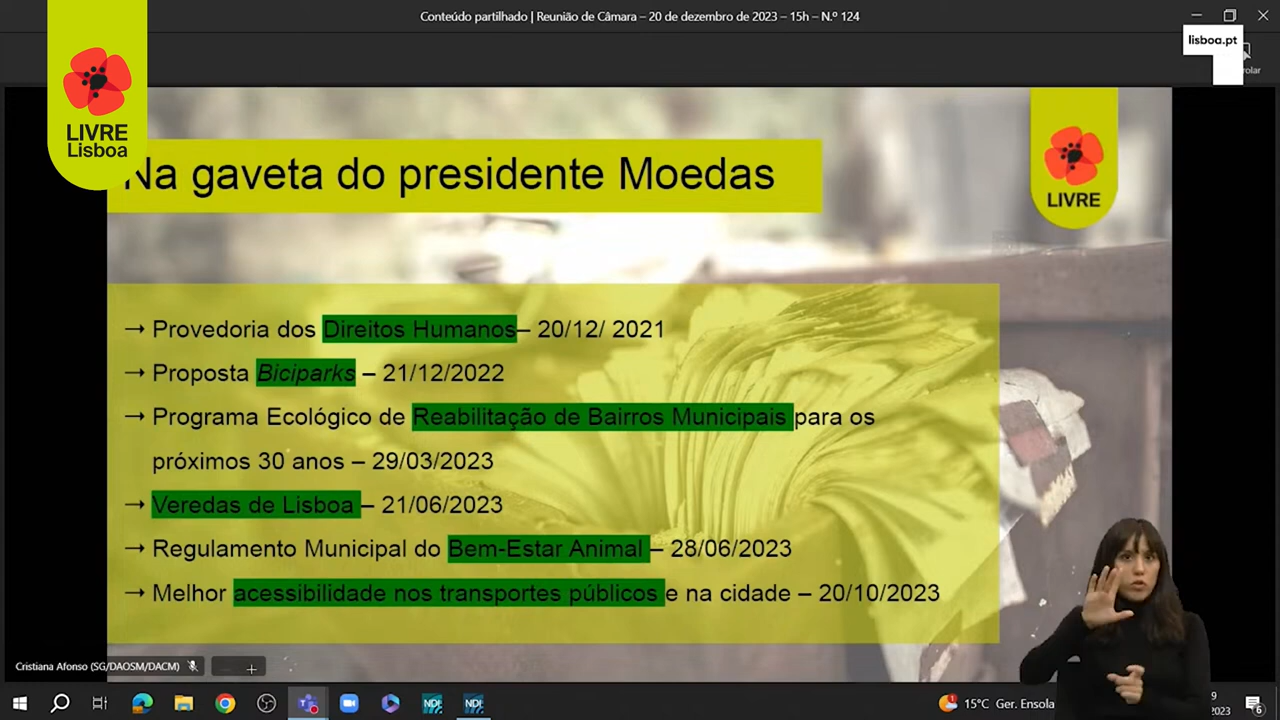 Conteúdo partilhado | Reunião de Câmara – 20 de dezembro de 2023 – 15h – N.º 124
lisboa.pt
LIVRE
Lisboa
Na gaveta do presidente Moedas
LIVRE
→ Provedoria dos Direitos Humanos– 20/12/ 2021
→ Proposta Biciparks – 21/12/2022
→ Programa Ecológico de Reabilitação de Bairros Municipais para os
próximos 30 anos – 29/03/2023
→ Veredas de Lisboa – 21/06/2023
→ Regulamento Municipal do Bem-Estar Animal – 28/06/2023
→ Melhor acessibilidade nos transportes públicos e na cidade – 20/10/2023
Cristiana Afonso (SG/DAOSM/DACM)
NDI
NDI
15°C Ger. Ensola